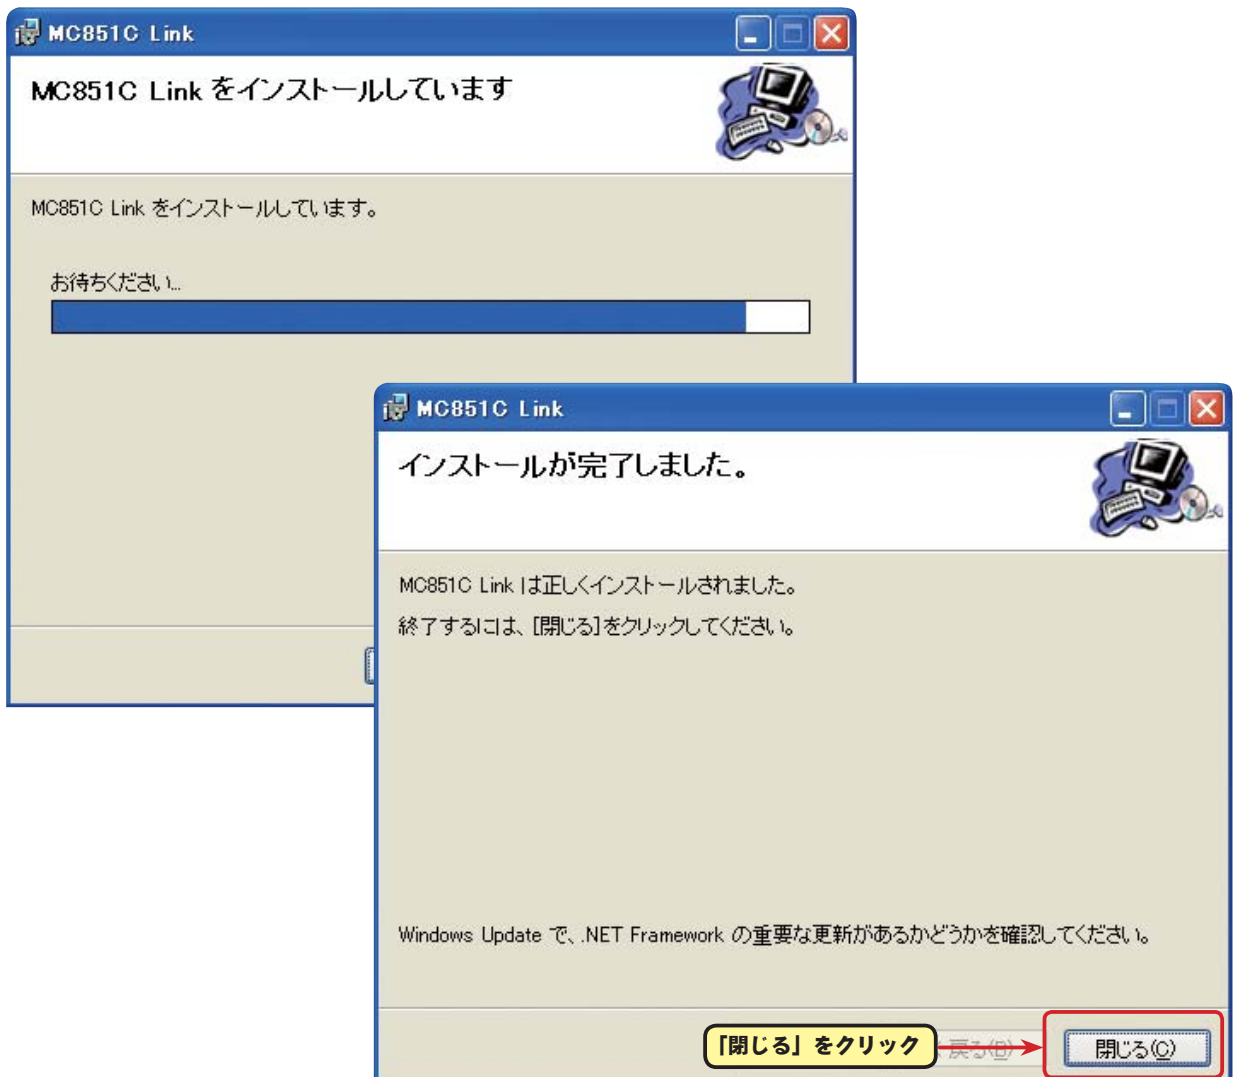 MC851C Link
MC851C Link をインストールしています
MC851C Link をインストールしています。
お待ちください...
MC851C Link
インストールが完了しました。
MC851C Link は正しくインストールされました。
終了するには、[閉じる]をクリックしてください。
Windows Update で、.NET Framework の重要な更新があるかどうかを確認してください。
「閉じる」をクリック
戻る(B)
閉じる(C)